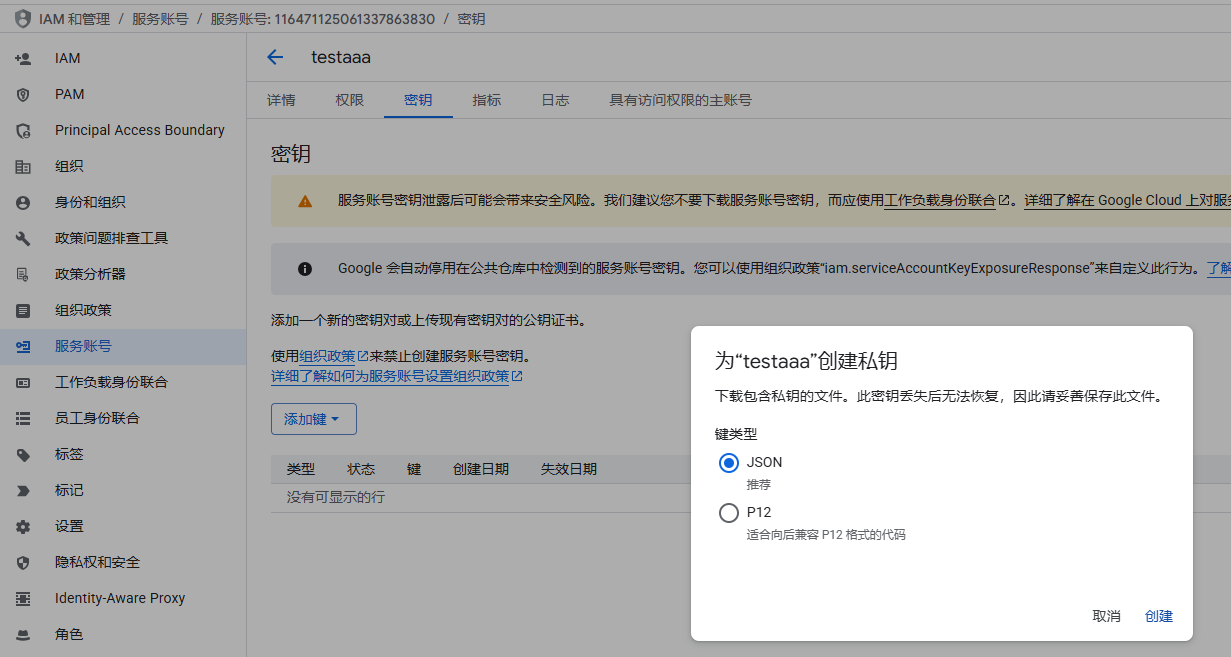 IAM 和管理 / 服务账号 / 服务账号: 116471125061337863830 / 密钥
IAM
PAM
Principal Access Boundary
组织
身份和组织
政策问题排查工具
政策分析器
组织政策
服务账号
工作负载身份联合
员工身份联合
标签
标记
设置
隐私权和安全
Identity-Aware Proxy
角色
testaaa
详情 权限 密钥 指标 日志 具有访问权限的主账号
密钥
服务账号密钥泄露后可能会带来安全风险。我们建议您不要下载服务账号密钥，而应使用工作负载身份联合。详细了解在 Google Cloud 上对服务
Google 会自动停用在公共仓库中检测到的服务账号密钥。您可以使用组织政策“iam.serviceAccountKeyExposureResponse”来自定义此行为。了解
添加一个新的密钥对或上传现有密钥对的公钥证书。
使用组织政策来禁止创建服务账号密钥。
详细了解如何为服务账号设置组织政策
添加键
类型 状态 键 创建日期 失效日期
没有可显示的行
为“testaaa”创建私钥
下载包含私钥的文件。此密钥丢失后无法恢复，因此请妥善保存此文件。
键类型
JSON
推荐
P12
适合向后兼容 P12 格式的代码
取消 创建